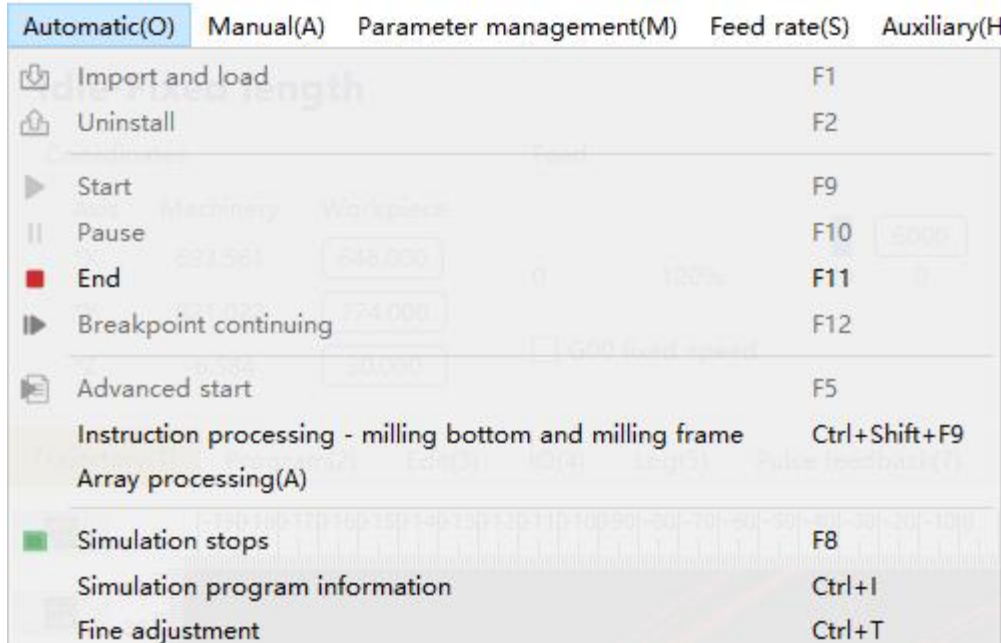 Automatic(O) Manual(A) Parameter management(M) Feed rate(S) Auxiliary(H
Import and load F1
Uninstall F2
Start F9
Pause F10
End F11
Breakpoint continuing F12
Advanced start F5
Instruction processing - milling bottom and milling frame Ctrl+Shift+F9
Array processing(A)
Simulation stops F8
Simulation program information Ctrl+I
Fine adjustment Ctrl+T